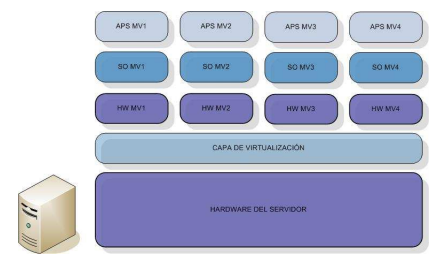 APS MV1 APS MV2 APS MV3 APS MV4
SO MV1 SO MV2 SO MV3 SO MV4
HW MV1 HW MV2 HW MV3 HW MV4
CAPA DE VIRTUALIZACIÓN
HARDWARE DEL SERVIDOR